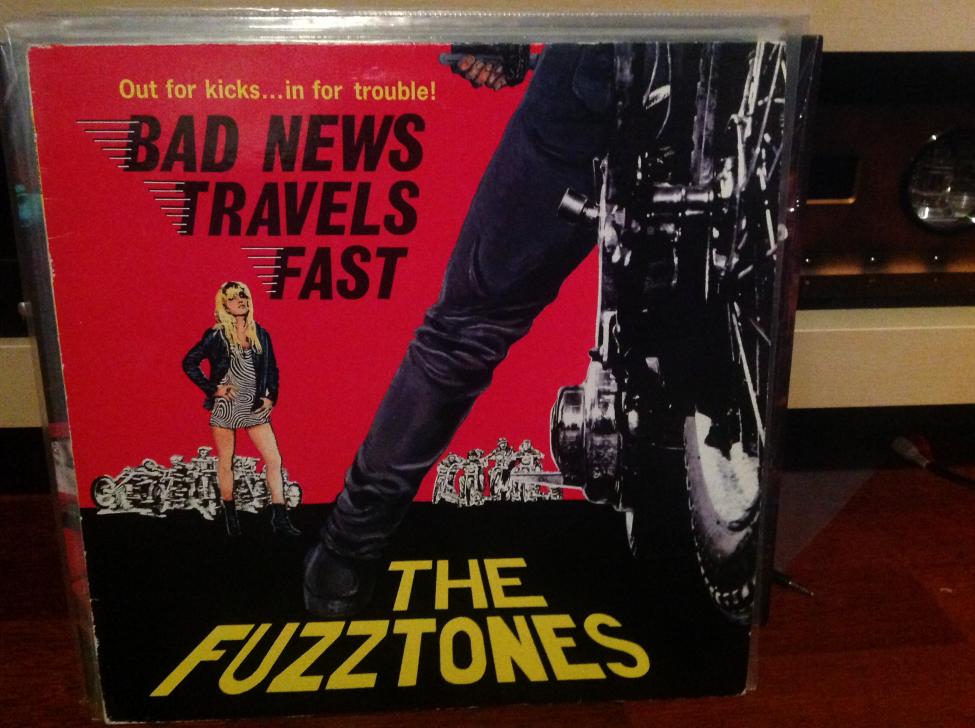 Out for kicks...in for trouble!
BAD NEWS
TRAVELS
FAST
THE
FUZZTONES